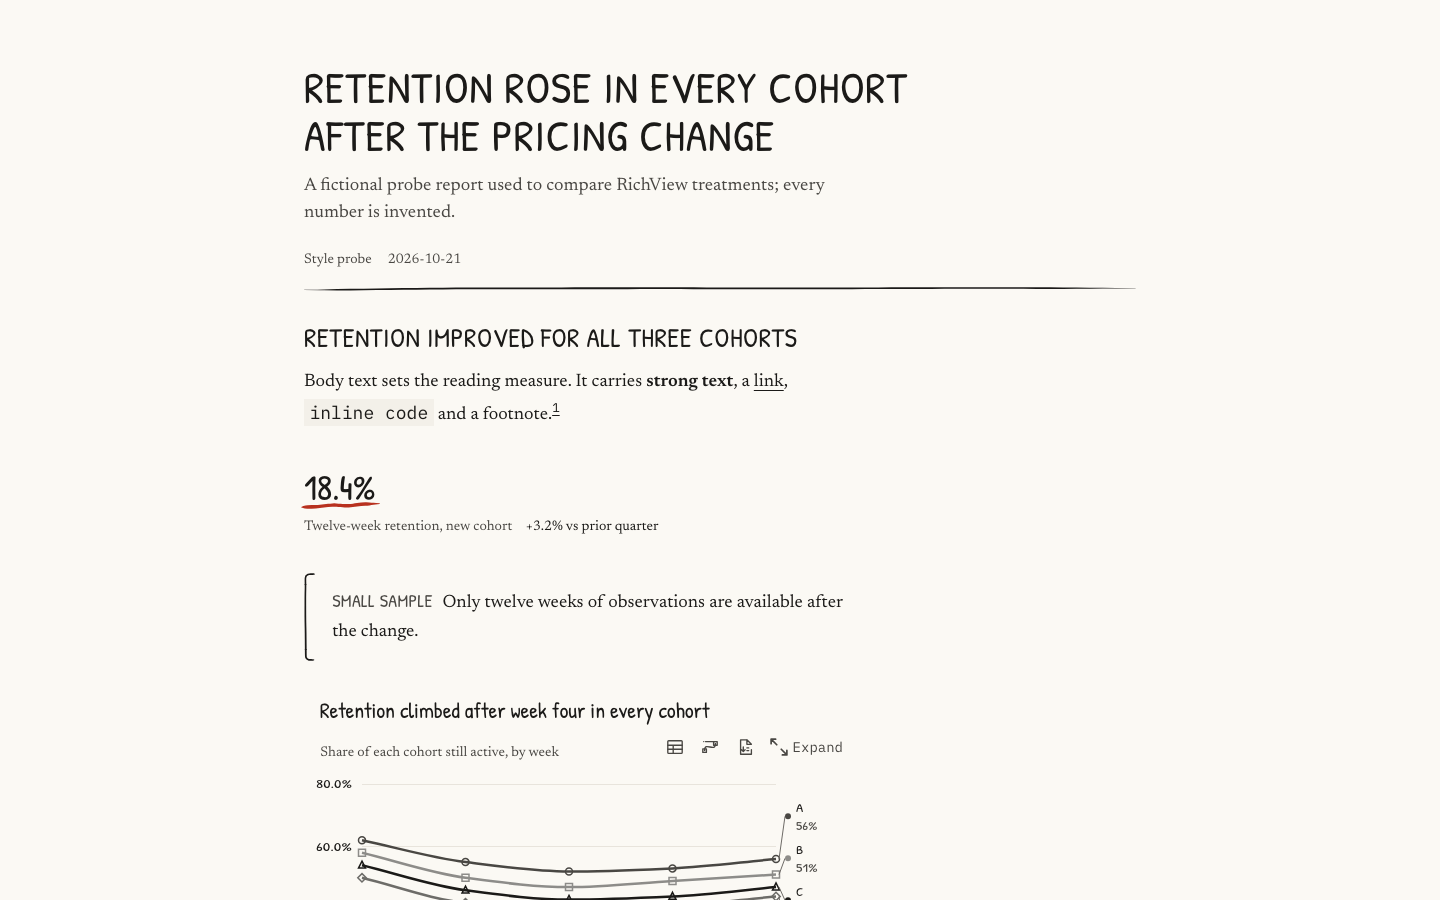 RETENTION ROSE IN EVERY COHORT
AFTER THE PRICING CHANGE
A fictional probe report used to compare RichView treatments; every
number is invented.
Style probe 2026-10-21
RETENTION IMPROVED FOR ALL THREE COHORTS
Body text sets the reading measure. It carries strong text, a link,
inline code and a footnote.1
18.4%
Twelve-week retention, new cohort +3.2% vs prior quarter
SMALL SAMPLE Only twelve weeks of observations are available after
the change.
Retention climbed after week four in every cohort
Share of each cohort still active, by week
Expand
80.0%
A
56%
60.0%
B
51%
C